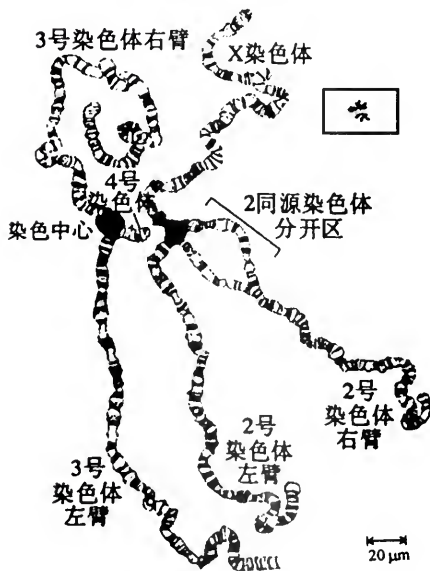 3号染色体右臂
X染色体
4号
染色体
染色中心
2同源染色体
分开区
2号
染色体
右臂
2号
染色体
左臂
3号
染色体
左臂
20 μm